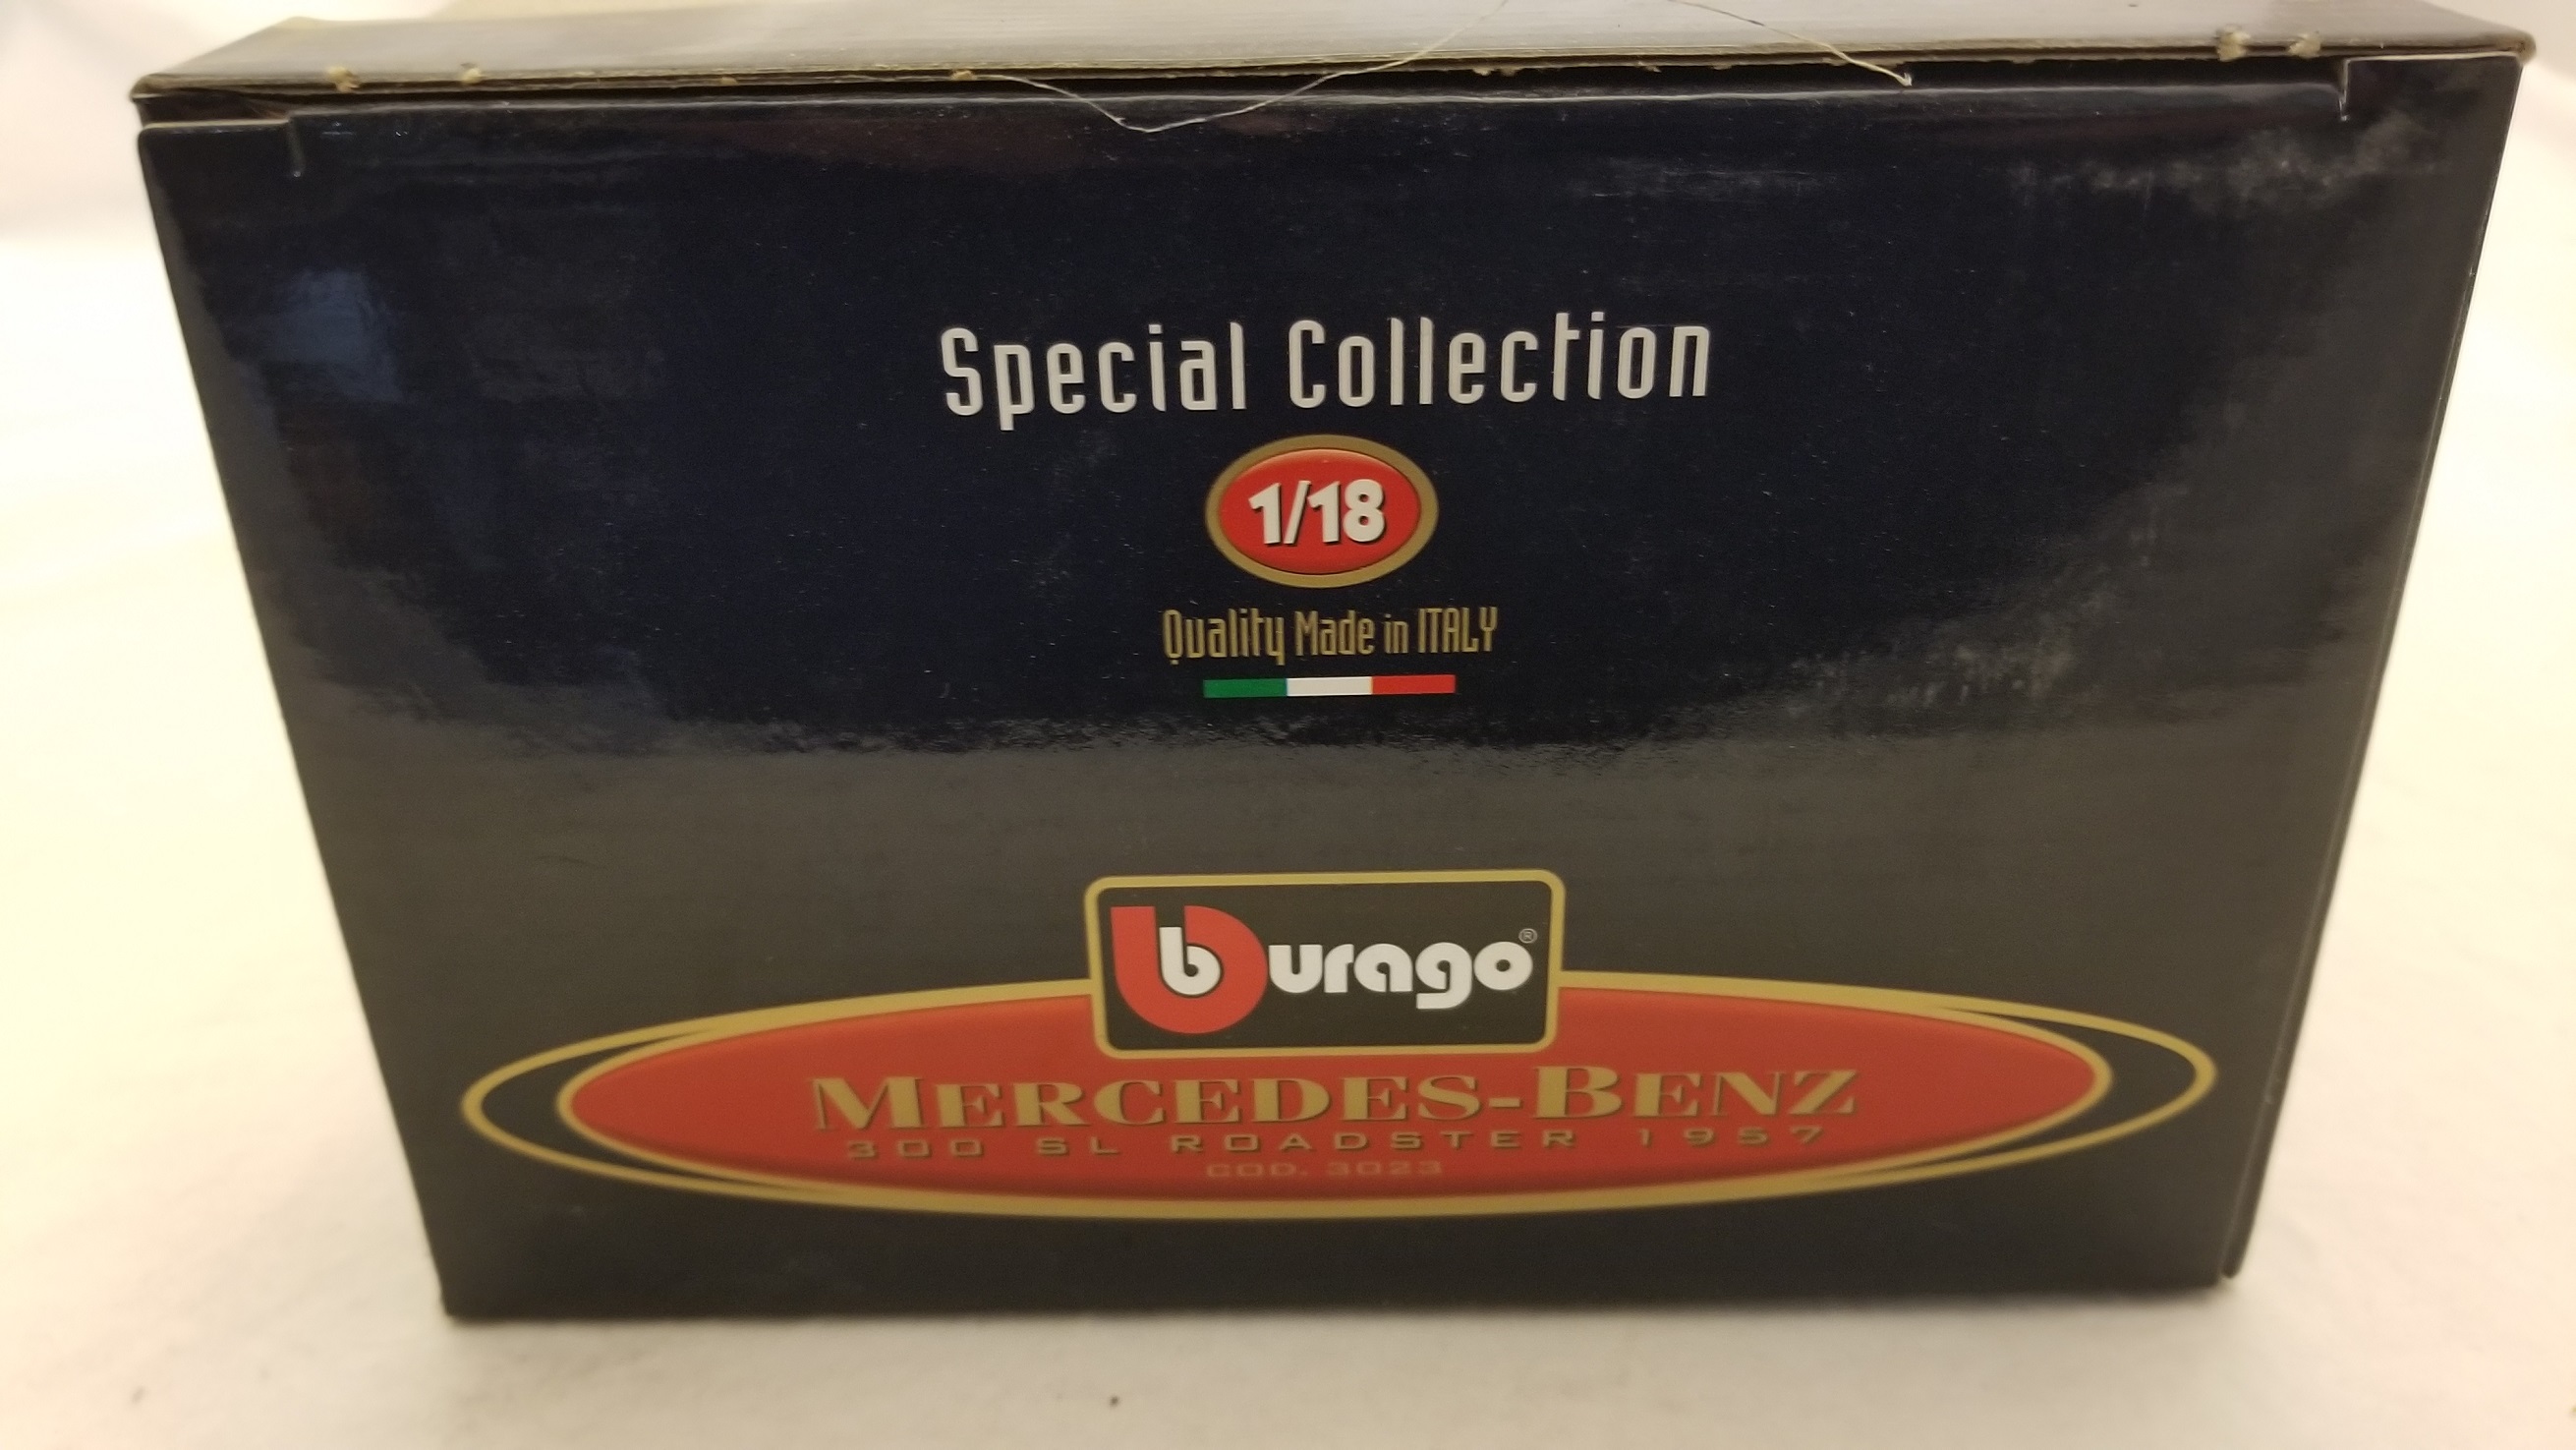 Special Collection
1/18
Quality Made in ITALY
burago®
MERCEDES-BENZ
300 SL ROADSTER 1957
COD. 3023